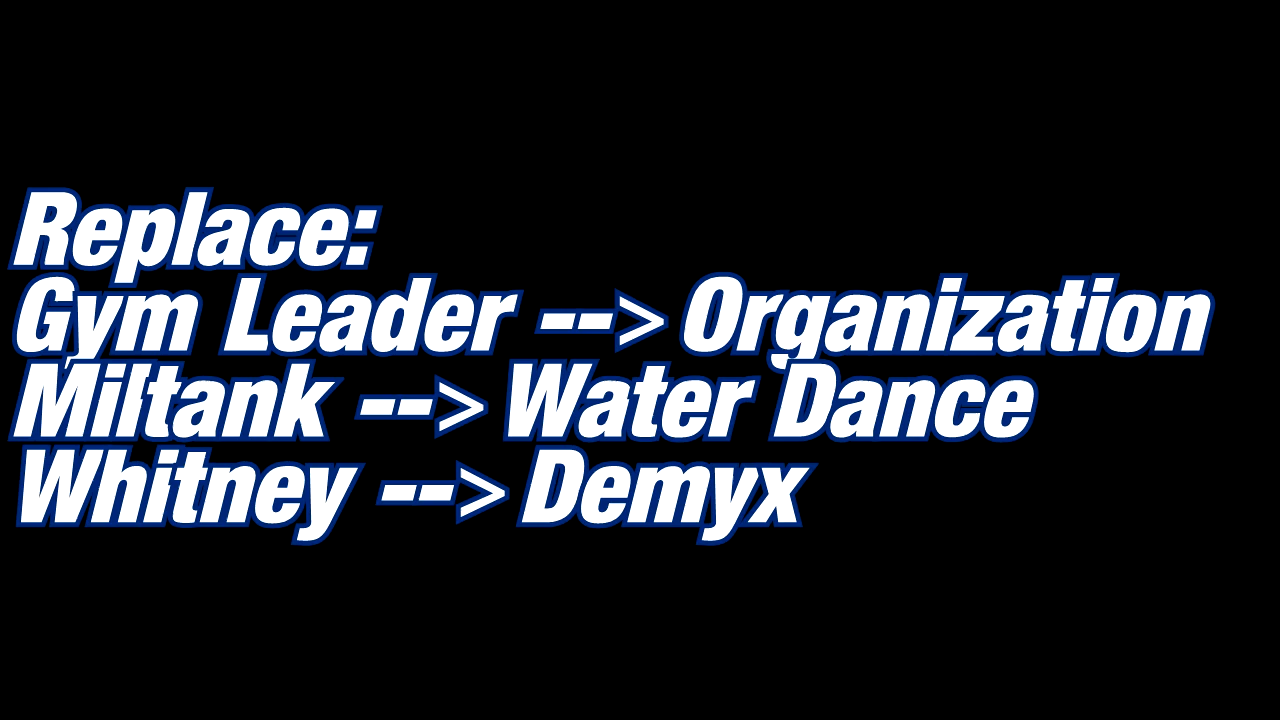 Replace:
Gym Leader --> Organization
Miltank --> Water Dance
Whitney --> Demyx